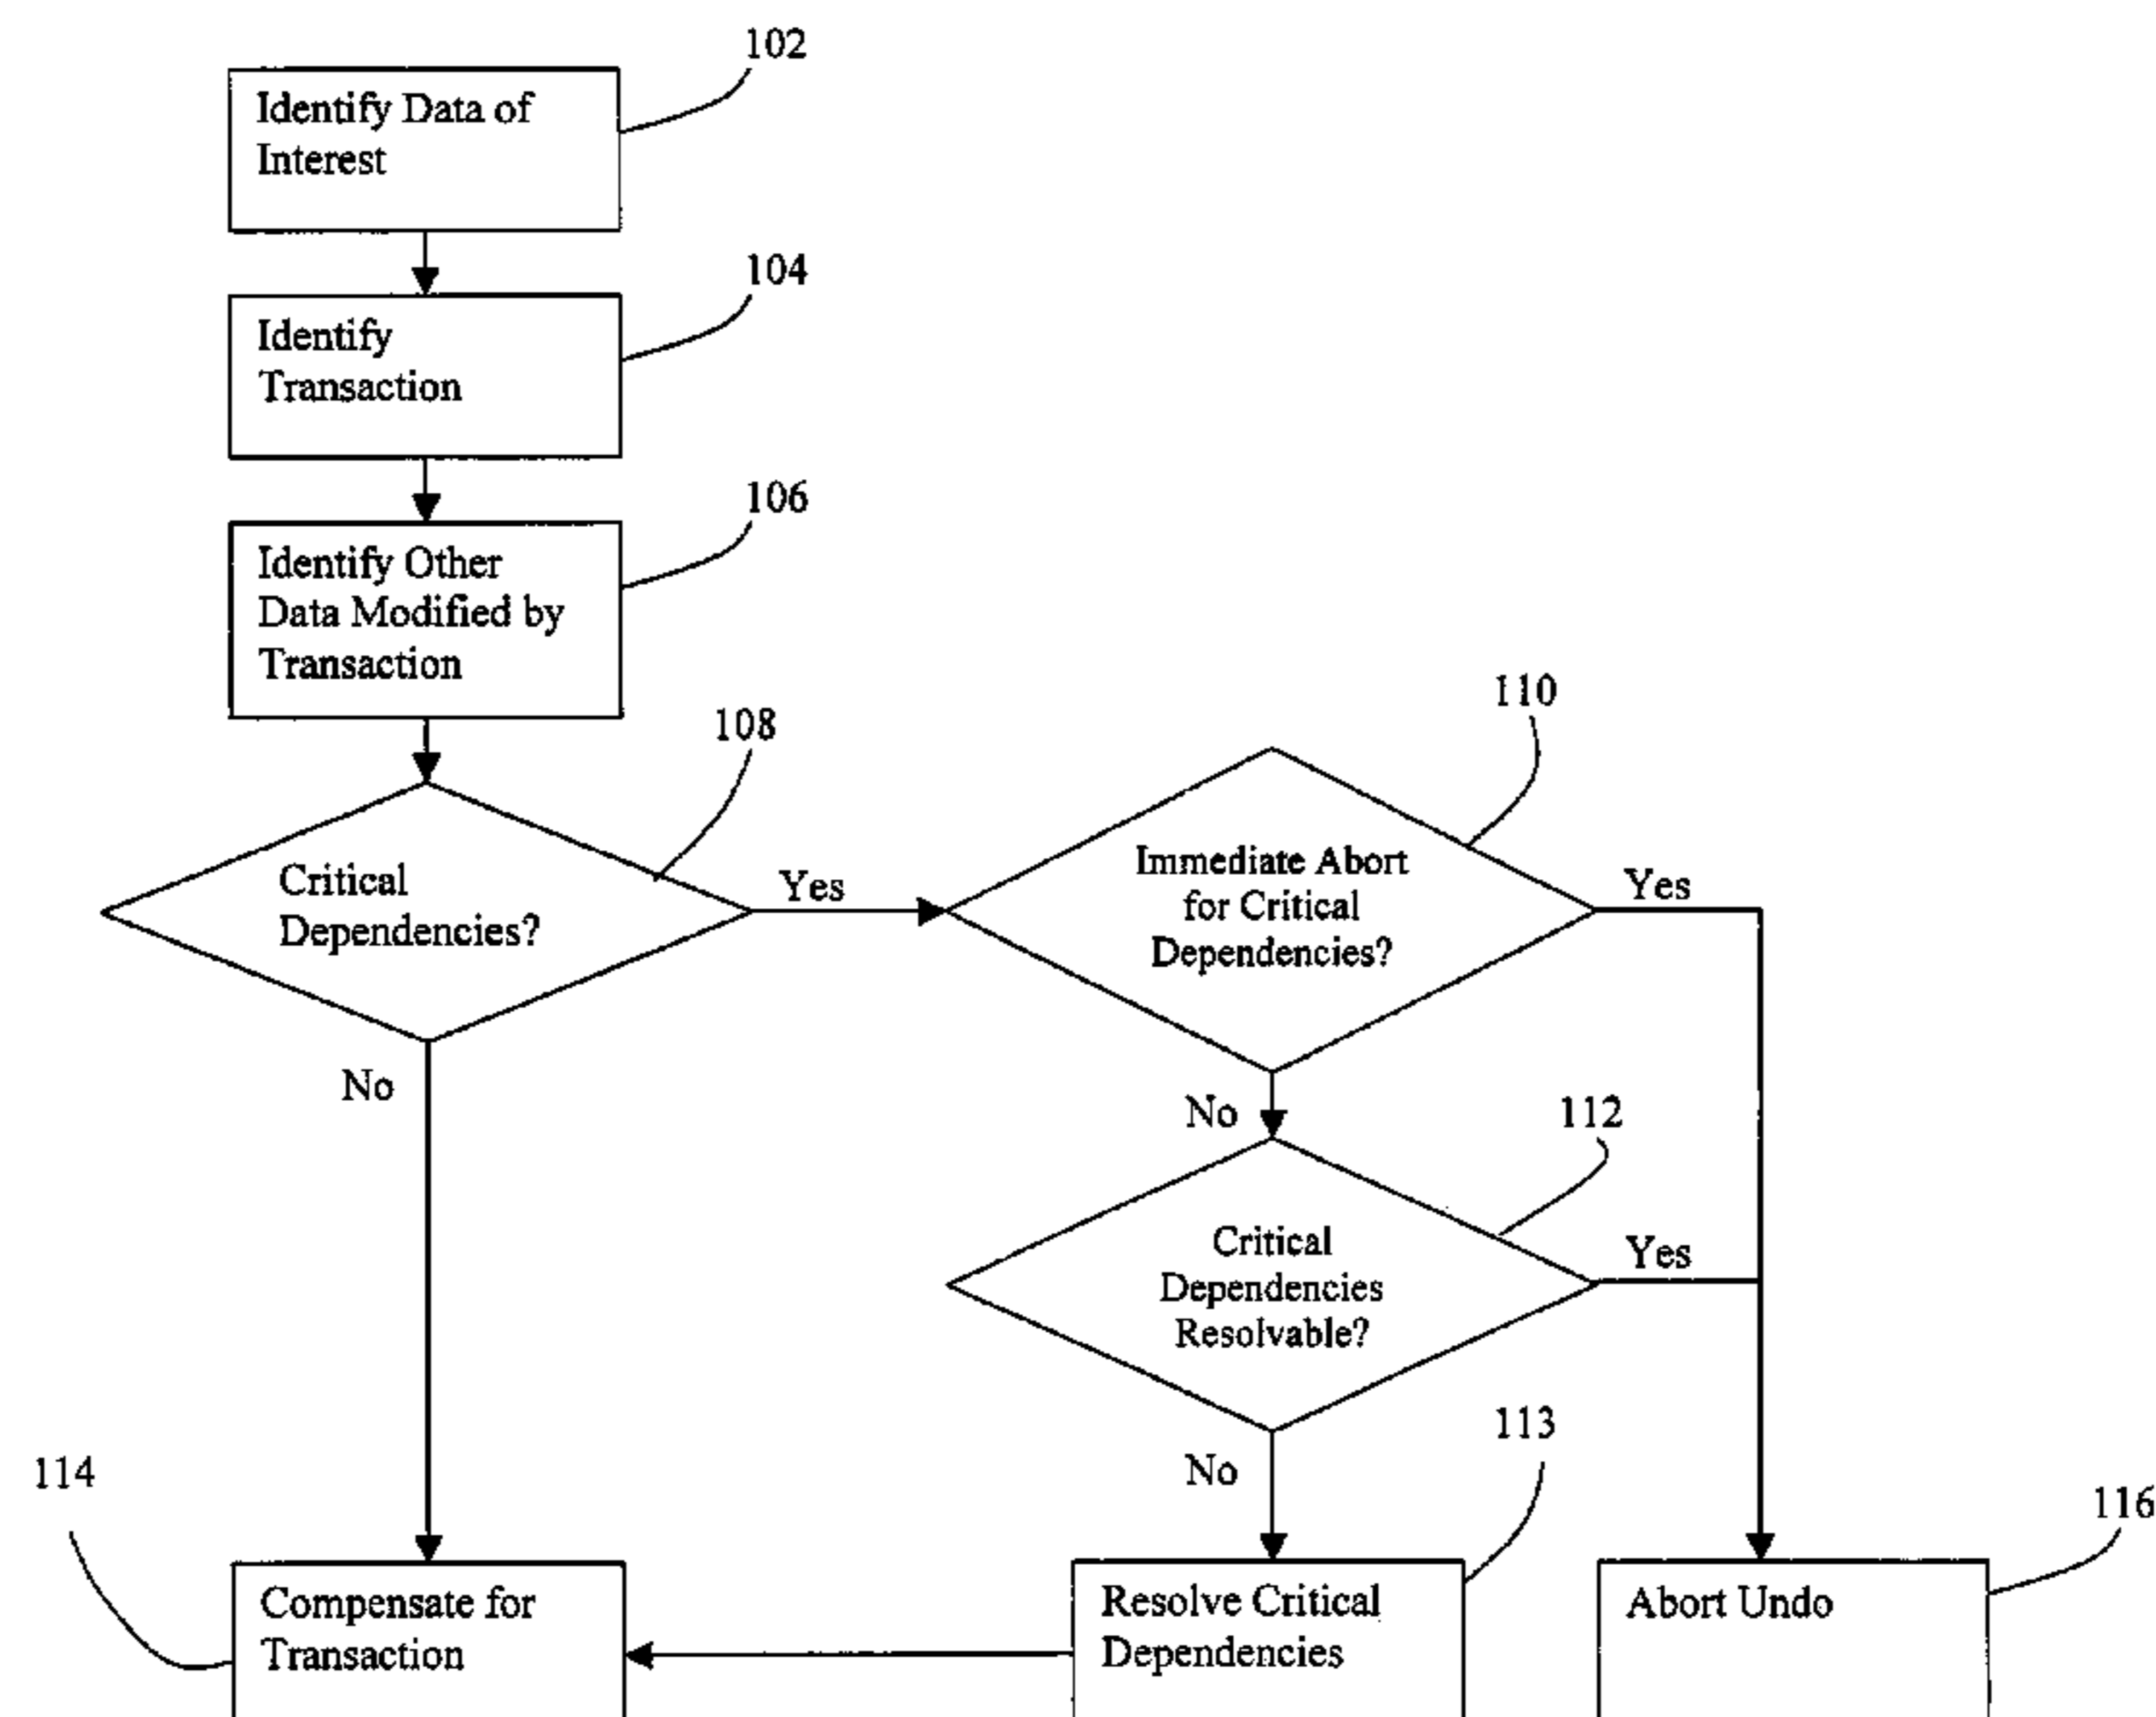 102
Identify Data of
Interest
104
Identify
Transaction
106
Identify Other
Data Modified by
Transaction
108
110
Critical
Dependencies?
Yes
Immediate Abort
for Critical
Dependencies?
Yes
No
No
112
Critical
Dependencies
Resolvable?
Yes
No
113
114
116
Compensate for
Transaction
Resolve Critical
Dependencies
Abort Undo